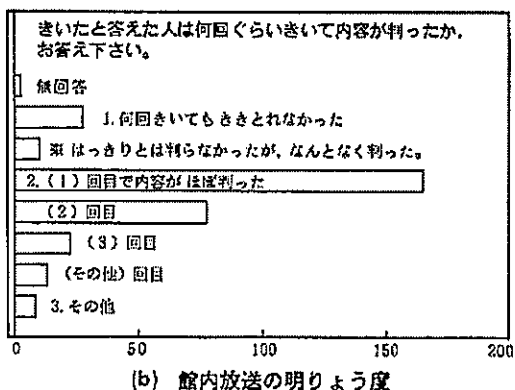 きいたと答えた人は何回ぐらいきいて内容が判ったか,
お答え下さい。
無回答
1. 何回きいてもききとれなかった
※ はっきりとは判らなかったが, なんとなく判った。
2. (1) 回目で内容がほぼ判った
(2) 回目
(3) 回目
(その他) 回目
3. その他
0 50 100 150 200
(b) 館内放送の明りょう度